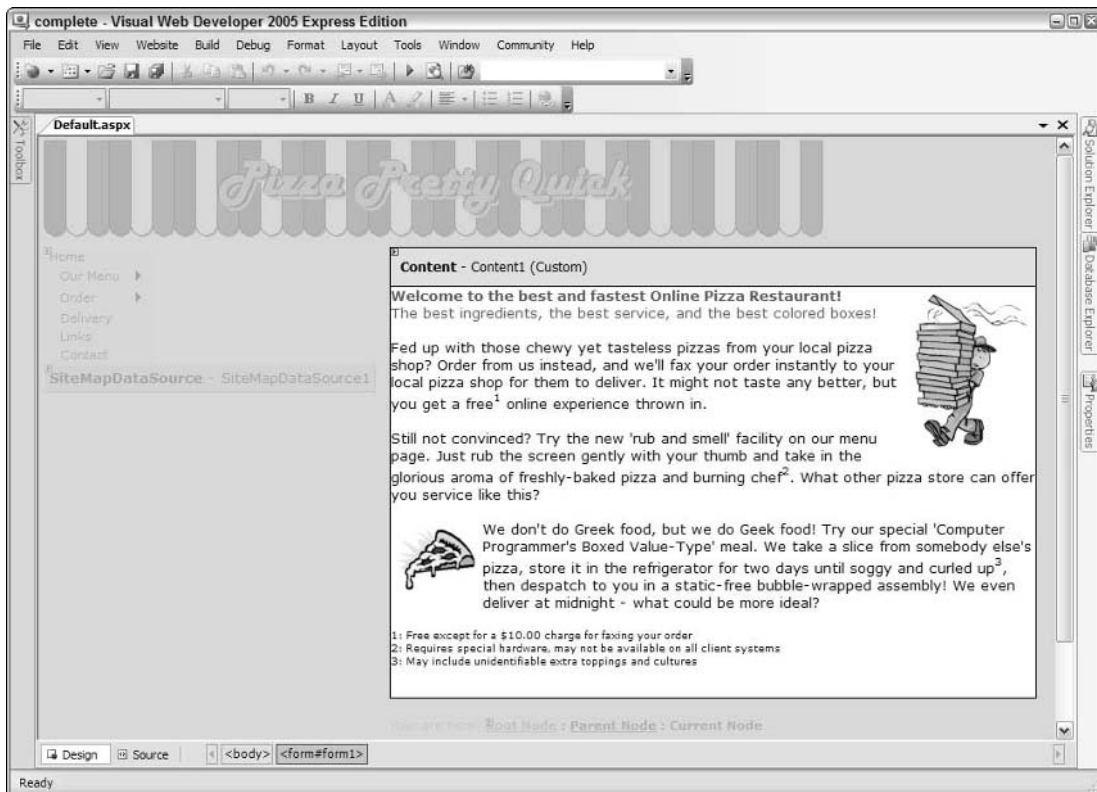 complete - Visual Web Developer 2005 Express Edition
File Edit View Website Build Debug Format Layout Tools Window Community Help
B I U A
Default.aspx
Toolbox
Solution Explorer
Database Explorer
Properties
Pizza Pretty Quick
Home
Our Menu
Order
Delivery
Links
Contact
SiteMapDataSource - SiteMapDataSource1
Content - Content1 (Custom)
Welcome to the best and fastest Online Pizza Restaurant!
The best ingredients, the best service, and the best colored boxes!
Fed up with those chewy yet tasteless pizzas from your local pizza
shop? Order from us instead, and we'll fax your order instantly to your
local pizza shop for them to deliver. It might not taste any better, but
you get a free1 online experience thrown in.
Still not convinced? Try the new 'rub and smell' facility on our menu
page. Just rub the screen gently with your thumb and take in the
glorious aroma of freshly-baked pizza and burning chef2. What other pizza store can offer
you service like this?
We don't do Greek food, but we do Geek food! Try our special 'Computer
Programmer's Boxed Value-Type' meal. We take a slice from somebody else's
pizza, store it in the refrigerator for two days until soggy and curled up3,
then despatch to you in a static-free bubble-wrapped assembly! We even
deliver at midnight - what could be more ideal?
1: Free except for a $10.00 charge for faxing your order
2: Requires special hardware, may not be available on all client systems
3: May include unidentifiable extra toppings and cultures
You are here: Root Node : Parent Node : Current Node
Design Source <body> <form#form1>
Ready